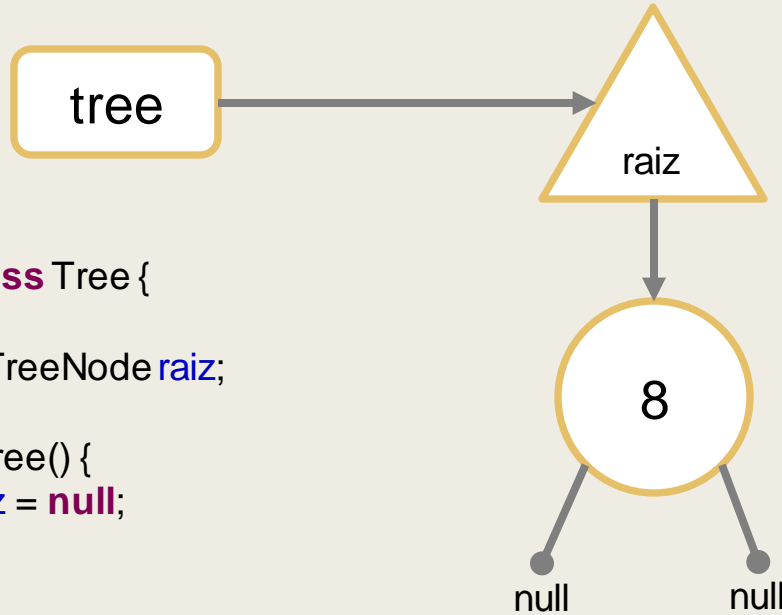 tree
raiz
ss Tree {
TreeNode raiz;
ree() {
z = null;
8
null
null